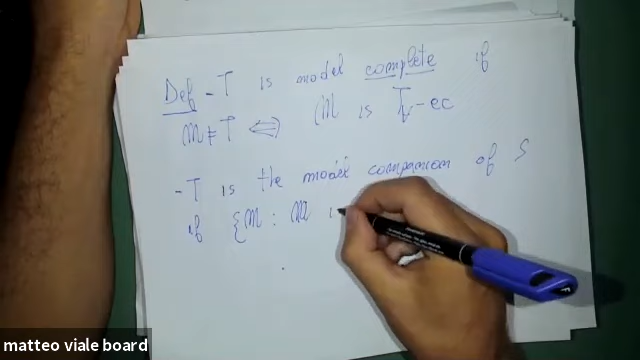 Def - T is model complete if
M ⊨ T ⟺ M is T∀-ec
- T is the model companion of S
if {M : M i
matteo viale board